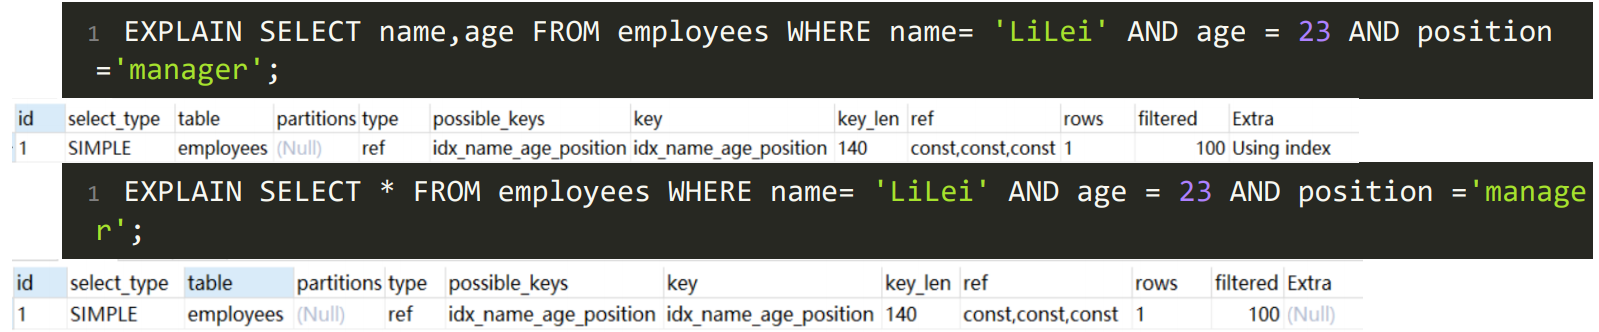 1 EXPLAIN SELECT name,age FROM employees WHERE name= 'LiLei' AND age = 23 AND position
='manager';
id select_type table partitions type possible_keys key key_len ref rows filtered Extra
1 SIMPLE employees (Null) ref idx_name_age_position idx_name_age_position 140 const,const,const 1 100 Using index
1 EXPLAIN SELECT * FROM employees WHERE name= 'LiLei' AND age = 23 AND position ='manage
r';
id select_type table partitions type possible_keys key key_len ref rows filtered Extra
1 SIMPLE employees (Null) ref idx_name_age_position idx_name_age_position 140 const,const,const 1 100 (Null)